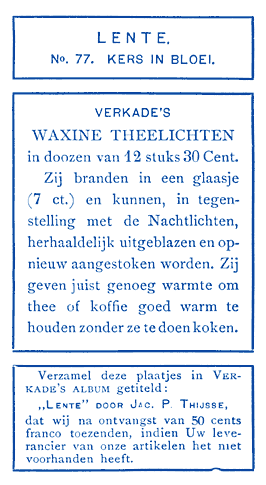 LENTE.
No. 77. KERS IN BLOEI.
VERKADE'S
WAXINE THEELICHTEN
in doozen van 12 stuks 30 Cent.
Zij branden in een glaasje
(7 ct.) en kunnen, in tegen-
stelling met de Nachtlichten,
herhaaldelijk uitgeblazen en op-
nieuw aangestoken worden. Zij
geven juist genoeg warmte om
thee of koffie goed warm te
houden zonder ze te doen koken.
Verzamel deze plaatjes in VER-
KADE'S ALBUM getiteld:
„LENTE" DOOR JAC. P. THIJSSE,
dat wij na ontvangst van 50 cents
franco toezenden, indien Uw leve-
rancier van onze artikelen het niet
voorhanden heeft.